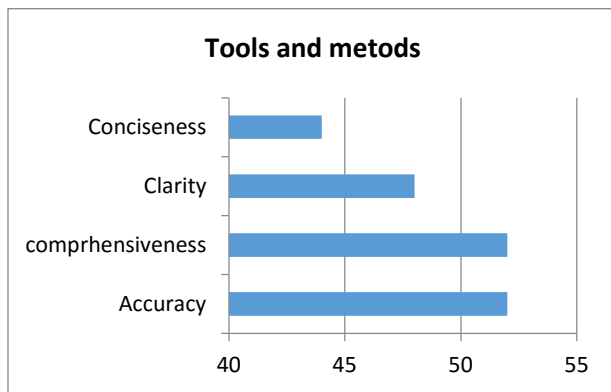 Tools and metods
Conciseness
Clarity
comprhensiveness
Accuracy
40 45 50 55